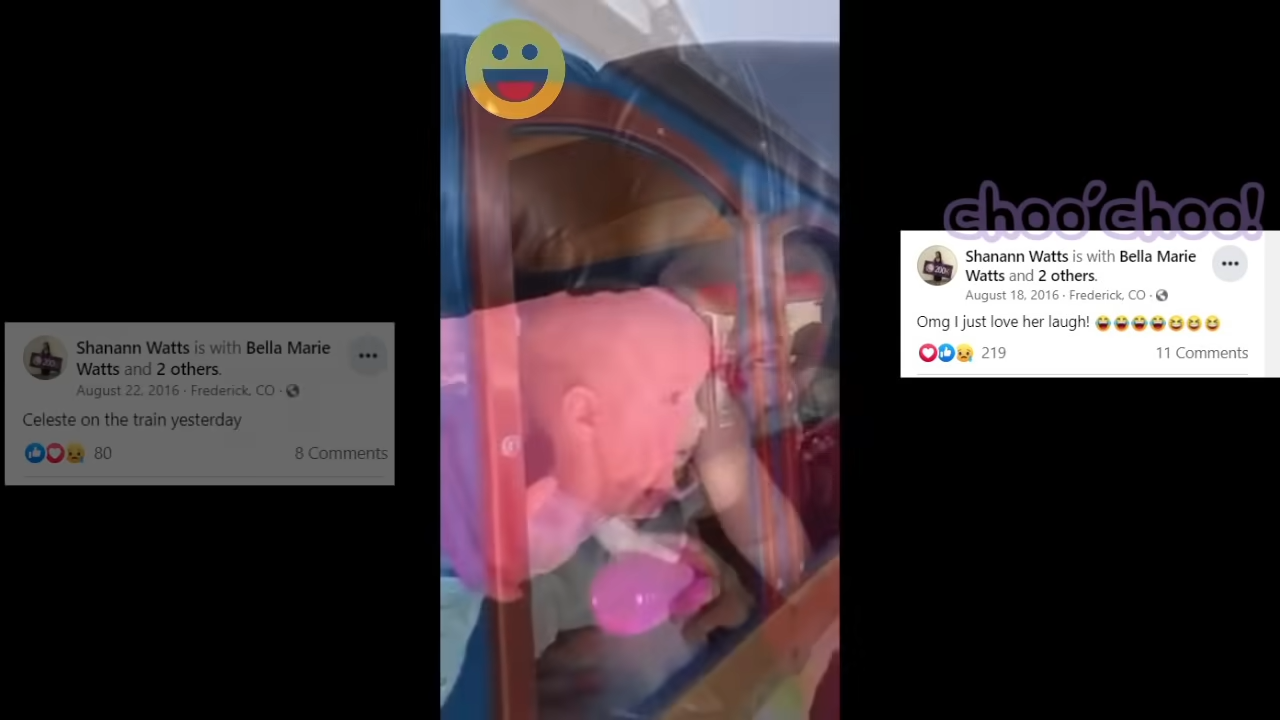 Shanann Watts is with Bella Marie
Watts and 2 others.
August 22, 2016 · Frederick, CO ·
Celeste on the train yesterday
80
8 Comments
choo'choo!
Shanann Watts is with Bella Marie
Watts and 2 others.
August 18, 2016 · Frederick, CO ·
Omg I just love her laugh! 😂😂😂😂😆😆😆
219
11 Comments